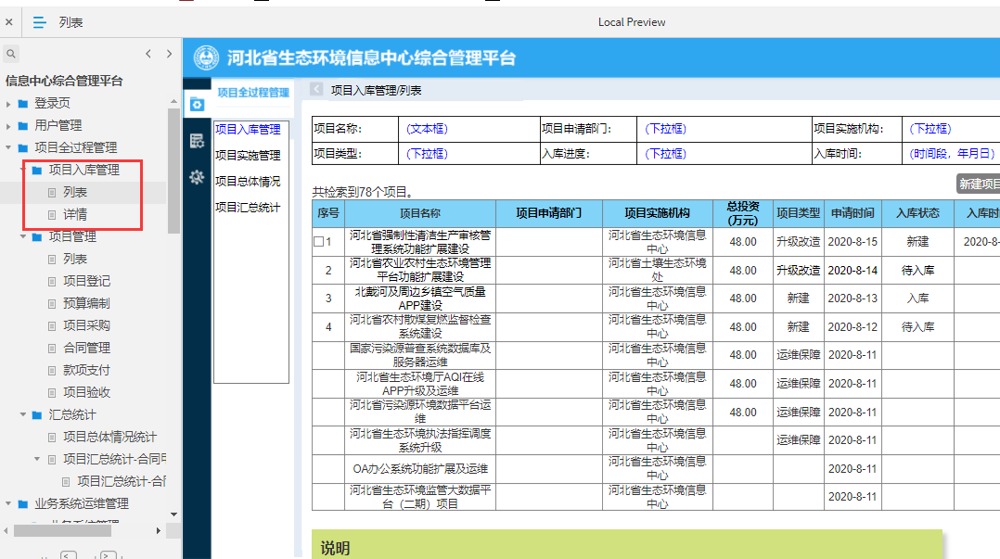 列表
Local Preview
信息中心综合管理平台
登录页
用户管理
项目全过程管理
项目入库管理
列表
详情
项目管理
列表
项目登记
预算编制
项目采购
合同管理
款项支付
项目验收
汇总统计
项目总体情况统计
项目汇总统计-合同
项目汇总统计-合
业务系统运维管理
河北省生态环境信息中心综合管理平台
项目全过程管理
项目入库管理
项目实施管理
项目总体情况
项目汇总统计
项目入库管理/列表
项目名称: (文本框) 项目申请部门: (下拉框) 项目实施机构: (下拉框)
项目类型: (下拉框) 入库进度: (下拉框) 入库时间: (时间段，年月日)
共检索到78个项目。
新建项目
序号 项目名称 项目申请部门 项目实施机构 总投资(万元) 项目类型 申请时间 入库状态 入库时
1 河北省强制性清洁生产审核管理系统功能扩展建设 河北省生态环境信息中心 48.00 升级改造 2020-8-15 新建 2020-8-
2 河北省农业农村生态环境管理平台功能扩展建设 河北省土壤生态环境处 48.00 升级改造 2020-8-14 待入库
3 北戴河及周边乡镇空气质量APP建设 河北省生态环境信息中心 48.00 新建 2020-8-13 入库
4 河北省农村散煤复燃监督检查系统建设 河北省生态环境信息中心 48.00 新建 2020-8-12 待入库
国家污染源普查系统数据库及服务器运维 河北省生态环境信息中心 48.00 运维保障 2020-8-11
河北省生态环境厅AQI在线APP升级及运维 河北省生态环境信息中心 48.00 运维保障 2020-8-11
河北省污染源环境数据平台运维 河北省生态环境信息中心 48.00 运维保障 2020-8-11
河北省生态环境执法指挥调度系统升级 河北省生态环境信息中心 运维保障 2020-8-11
OA办公系统功能扩展及运维 河北省生态环境信息中心 2020-8-11
河北省生态环境监管大数据平台（二期）项目 河北省生态环境信息中心 2020-8-11
说明